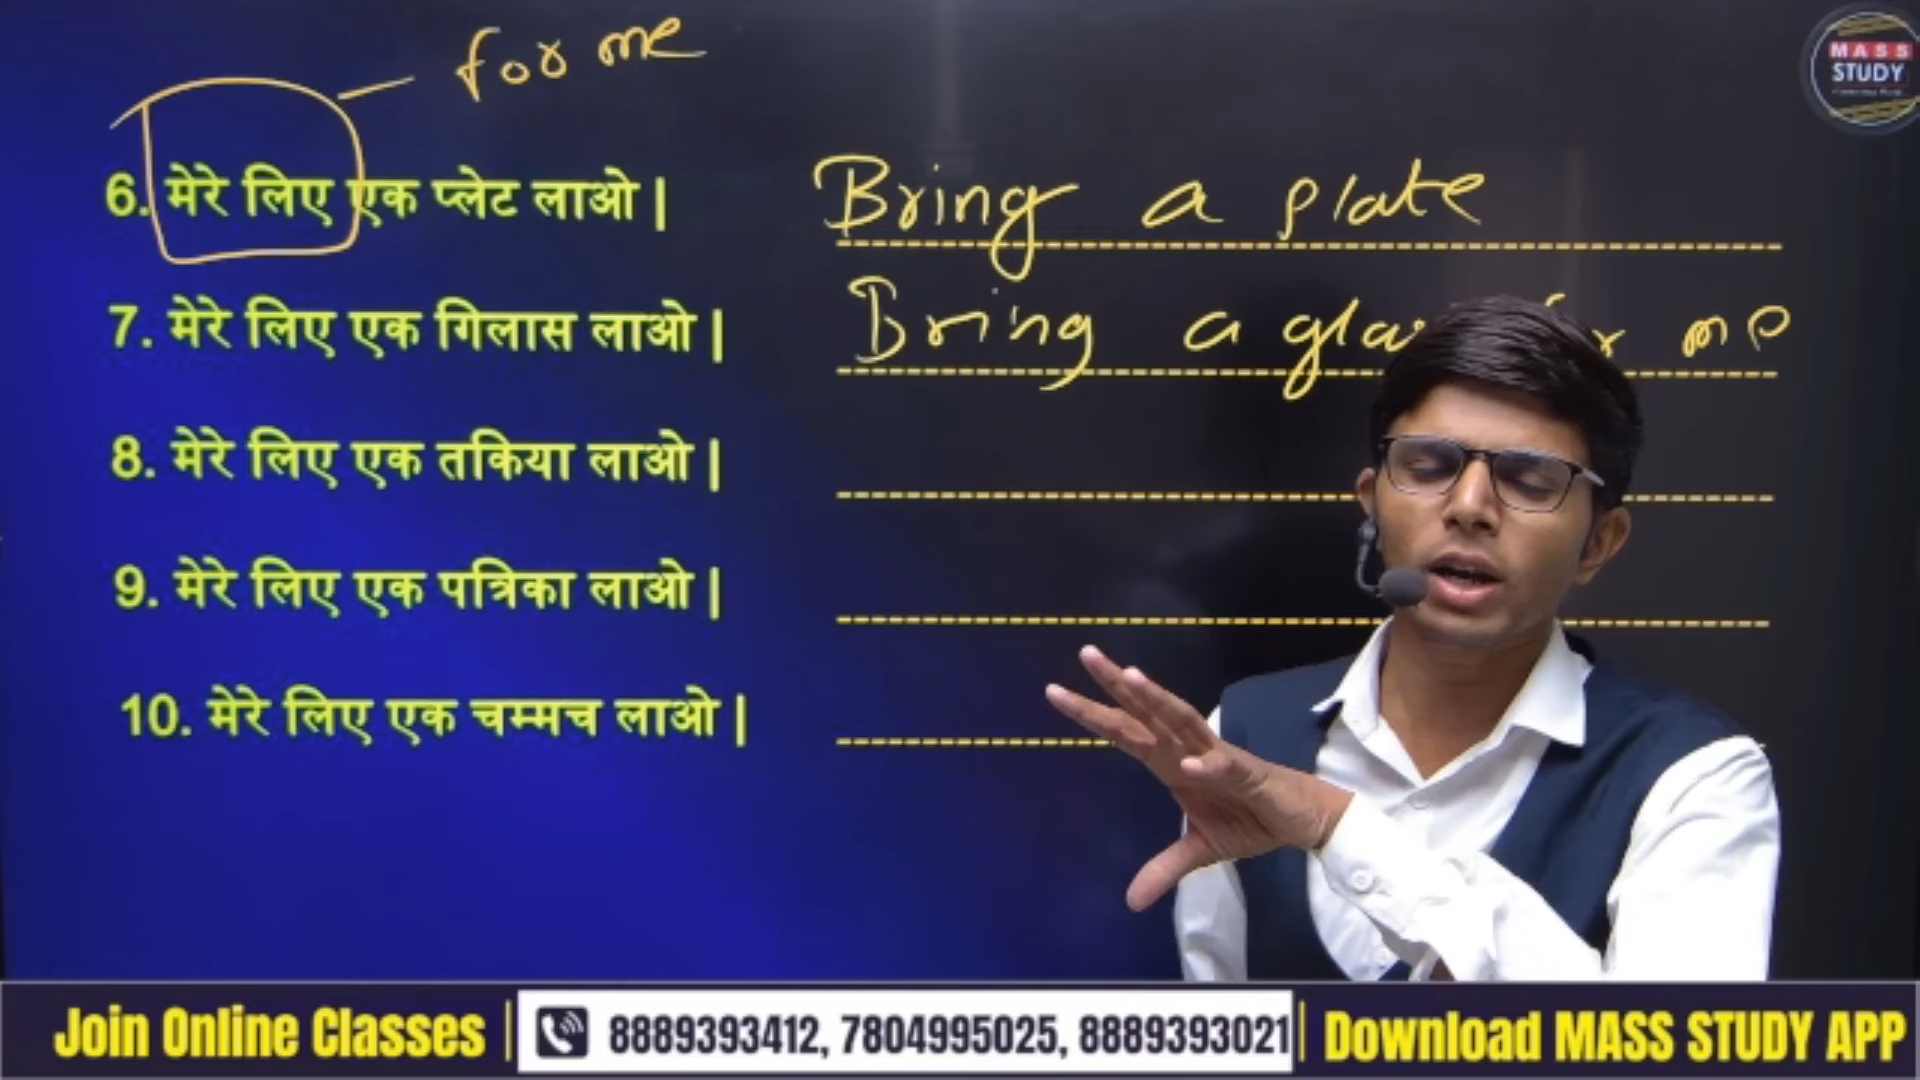 for me
MASS
STUDY
6. मेरे लिए एक प्लेट लाओ | Bring a plate
7. मेरे लिए एक गिलास लाओ | Bring a me
8. मेरे लिए एक तकिया लाओ |
9. मेरे लिए एक पत्रिका लाओ |
10. मेरे लिए एक चम्मच लाओ |
Join Online Classes | 8889393412, 7804995025, 8889393021 | Download MASS STUDY APP